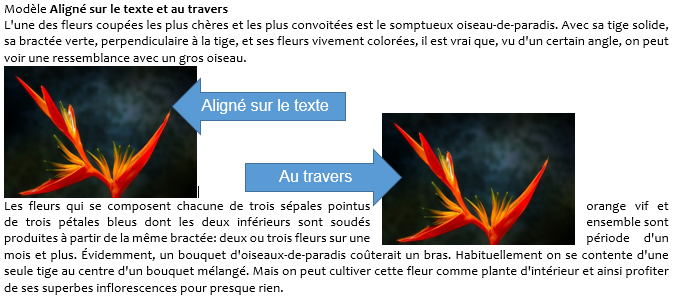 Modèle Aligné sur le texte et au travers
L'une des fleurs coupées les plus chères et les plus convoitées est le somptueux oiseau-de-paradis. Avec sa tige solide,
sa bractée verte, perpendiculaire à la tige, et ses fleurs vivement colorées, il est vrai que, vu d'un certain angle, on peut
voir une ressemblance avec un gros oiseau.
Aligné sur le texte
Au travers
Les fleurs qui se composent chacune de trois sépales pointus orange vif et
de trois pétales bleus dont les deux inférieurs sont soudés ensemble sont
produites à partir de la même bractée: deux ou trois fleurs sur une période d'un
mois et plus. Évidemment, un bouquet d'oiseaux-de-paradis coûterait un bras. Habituellement on se contente d'une
seule tige au centre d'un bouquet mélangé. Mais on peut cultiver cette fleur comme plante d'intérieur et ainsi profiter
de ses superbes inflorescences pour presque rien.